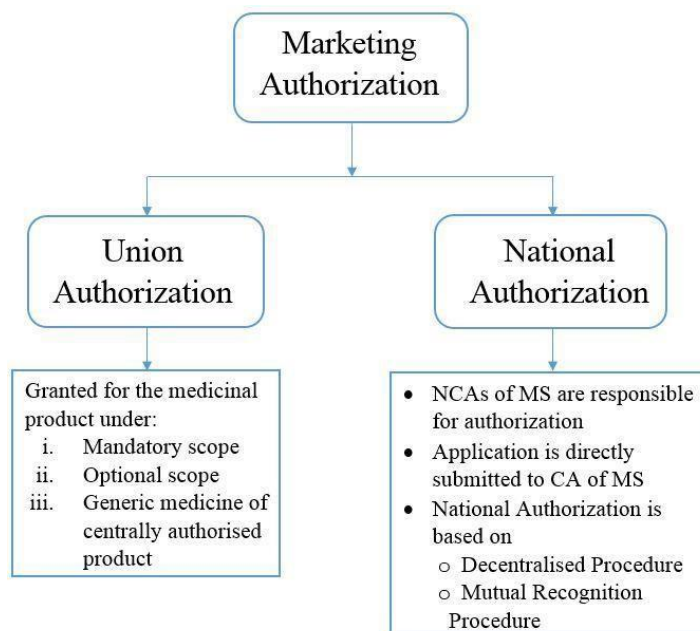 Marketing
Authorization
Union
Authorization
National
Authorization
Granted for the medicinal
product under:
i. Mandatory scope
ii. Optional scope
iii. Generic medicine of
centrally authorised
product
• NCAs of MS are responsible
for authorization
• Application is directly
submitted to CA of MS
• National Authorization is
based on
o Decentralised Procedure
o Mutual Recognition
Procedure